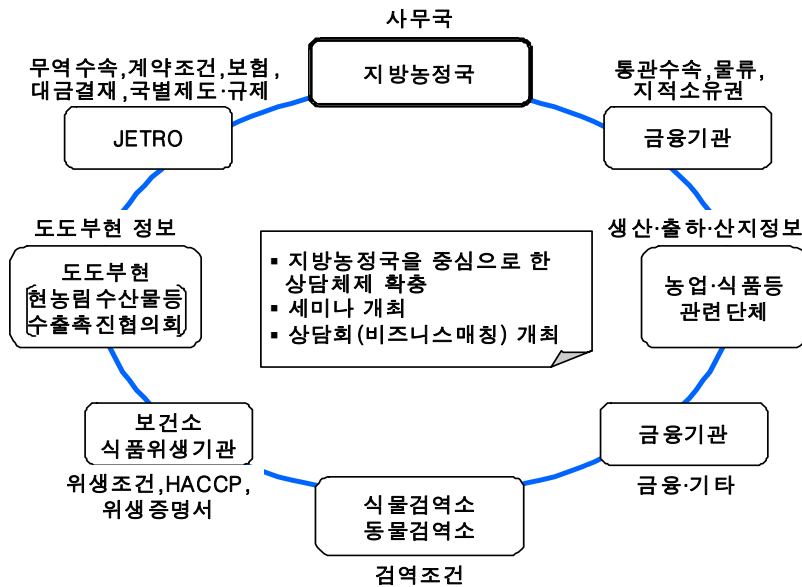 사무국
지방농정국
무역수속,계약조건,보험,
대금결재,국별제도·규제
JETRO
통관수속,물류,
지적소유권
금융기관
도도부현 정보
도도부현
현농림수산물등
수출촉진협의회
▪ 지방농정국을 중심으로 한
상담체제 확충
▪ 세미나 개최
▪ 상담회(비즈니스매칭) 개최
생산·출하·산지정보
농업·식품등
관련단체
보건소
식품위생기관
위생조건,HACCP,
위생증명서
식물검역소
동물검역소
검역조건
금융기관
금융·기타